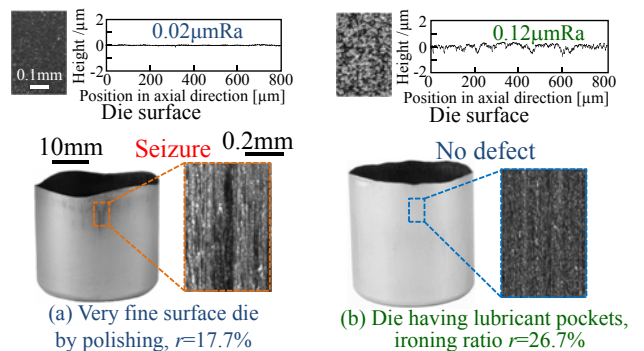 2
0
-2
Height /μm
0.02μmRa
0 200 400 600 800
Position in axial direction [μm]
0.1mm
Die surface
2
0
-2
Height /μm
0.12μmRa
0 200 400 600 800
Position in axial direction [μm]
Die surface
10mm
Seizure
0.2mm
No defect
(a) Very fine surface die
by polishing, r=17.7%
(b) Die having lubricant pockets,
ironing ratio r=26.7%